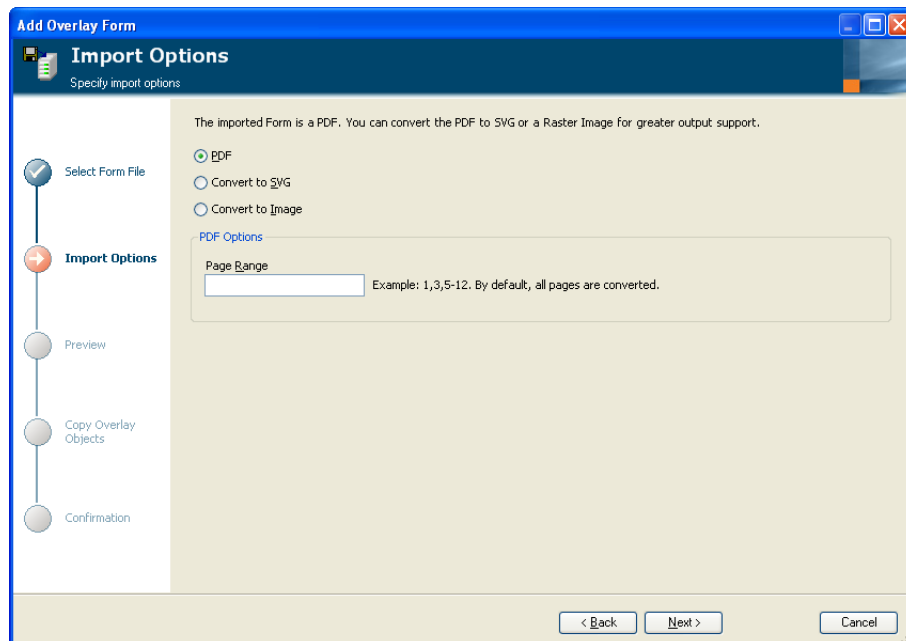 Add Overlay Form
Import Options
Specify import options
The imported Form is a PDF. You can convert the PDF to SVG or a Raster Image for greater output support.
Select Form File
PDF
Convert to SVG
Convert to Image
PDF Options
Import Options
Page Range
Example: 1,3,5-12. By default, all pages are converted.
Preview
Copy Overlay
Objects
Confirmation
< Back
Next >
Cancel